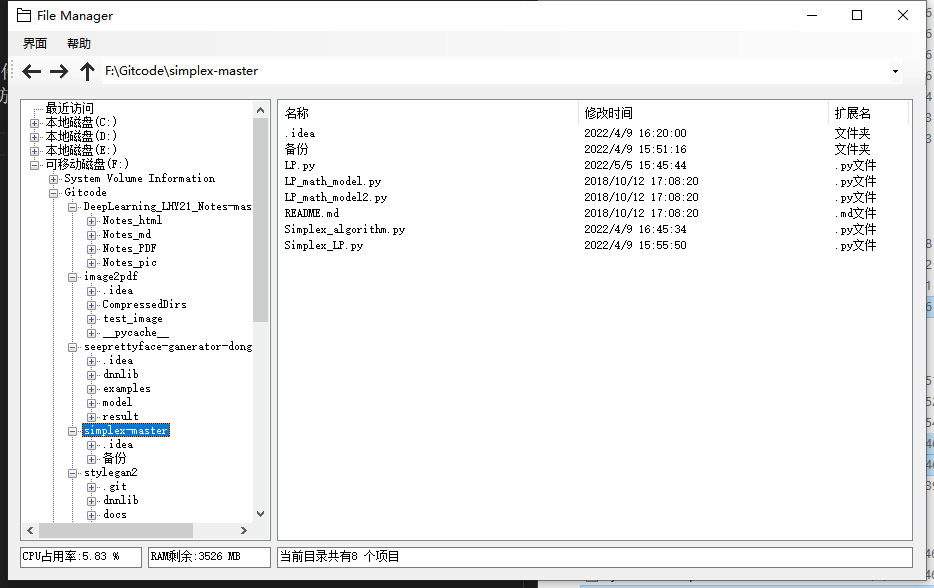 File Manager
界面 帮助
F:\Gitcode\simplex-master
最近访问
本地磁盘(C:)
本地磁盘(D:)
本地磁盘(E:)
可移动磁盘(F:)
System Volume Information
Gitcode
DeepLearning_LHY21_Notes-mas
Notes_html
Notes_md
Notes_PDF
Notes_pic
image2pdf
.idea
CompressedDirs
test_image
__pycache__
seeprettyface-ganerator-dong
.idea
dnnlib
examples
model
result
simplex-master
.idea
备份
stylegan2
.git
dnnlib
docs
名称 修改时间 扩展名
.idea 2022/4/9 16:20:00 文件夹
备份 2022/4/9 15:51:16 文件夹
LP.py 2022/5/5 15:45:44 .py文件
LP_math_model.py 2018/10/12 17:08:20 .py文件
LP_math_model2.py 2018/10/12 17:08:20 .py文件
README.md 2018/10/12 17:08:20 .md文件
Simplex_algorithm.py 2022/4/9 16:45:34 .py文件
Simplex_LP.py 2022/4/9 15:55:50 .py文件
CPU占用率:5.83 % RAM剩余:3526 MB 当前目录共有8 个项目